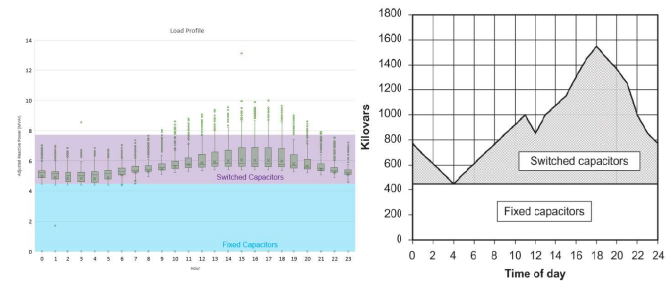 Load Profile
14
12
10
8
6
4
2
0
Adjusted Reactive Power [MVAr]
Switched Capacitors
Fixed Capacitors
0 1 2 3 4 5 6 7 8 9 10 11 12 13 14 15 16 17 18 19 20 21 22 23
Hour
1800
1600
1400
1200
1000
800
600
400
200
0
Kilovars
Switched capacitors
Fixed capacitors
0 2 4 6 8 10 12 14 16 18 20 22 24
Time of day